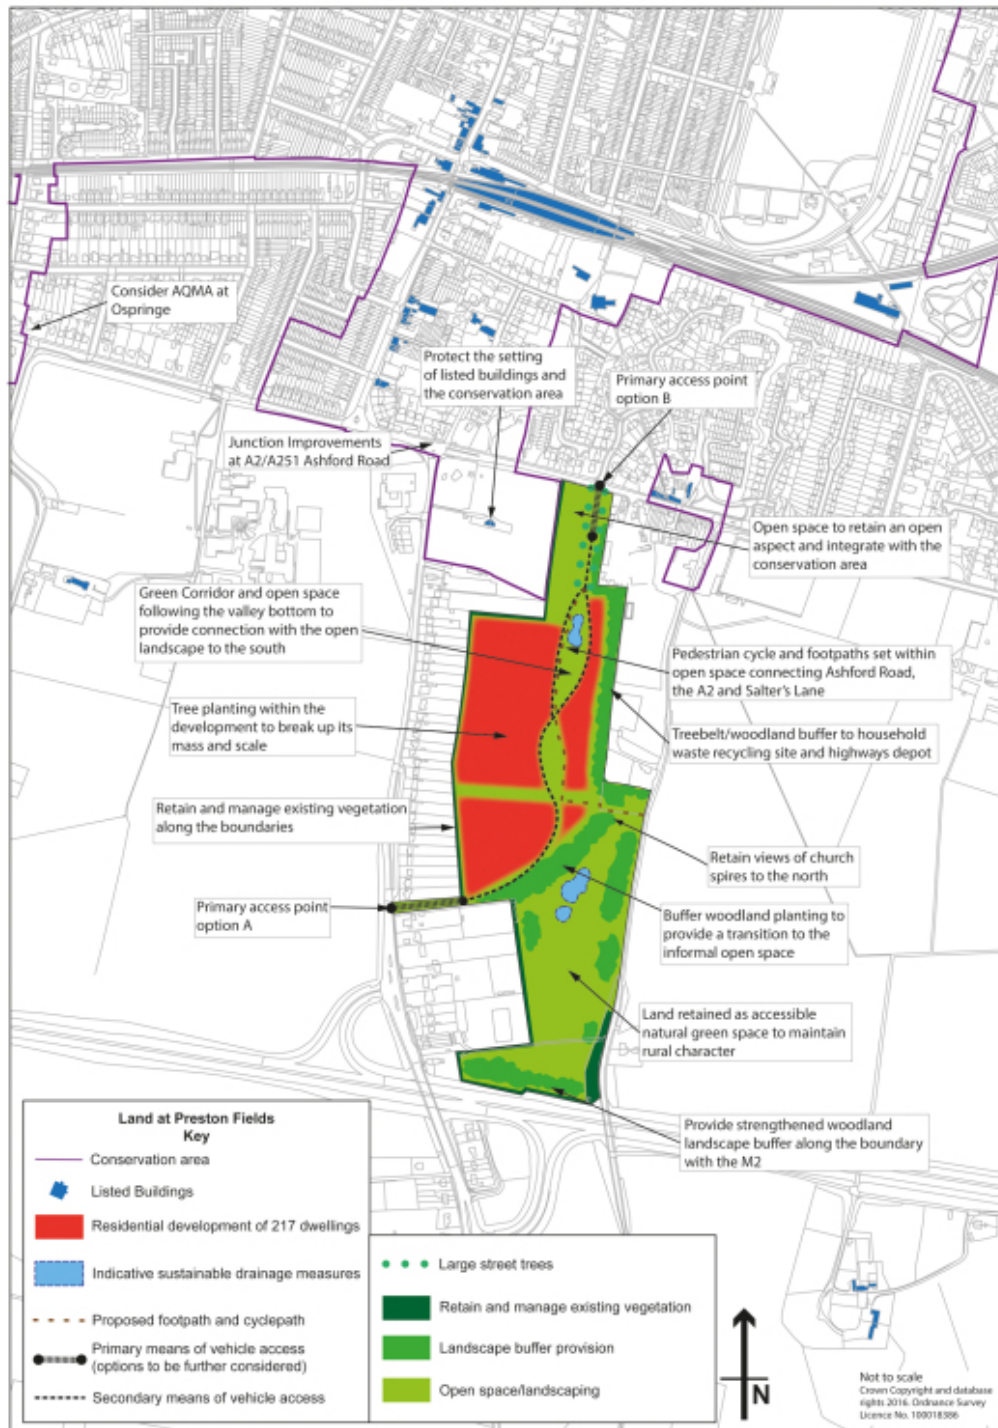 Consider AQMA at
Ospringe
Protect the setting
of listed buildings and
the conservation area
Primary access point
option B
Junction Improvements
at A2/A251 Ashford Road
Open space to retain an open
aspect and integrate with the
conservation area
Green Corridor and open space
following the valley bottom to
provide connection with the open
landscape to the south
Pedestrian cycle and footpaths set within
open space connecting Ashford Road,
the A2 and Salter's Lane
Tree planting within the
development to break up its
mass and scale
Treebelt/woodland buffer to household
waste recycling site and highways depot
Retain and manage existing vegetation
along the boundaries
Retain views of church
spires to the north
Primary access point
option A
Buffer woodland planting to
provide a transition to the
informal open space
Land retained as accessible
natural green space to maintain
rural character
Provide strengthened woodland
landscape buffer along the boundary
with the M2
Land at Preston Fields
Key
Conservation area
Listed Buildings
Residential development of 217 dwellings
Indicative sustainable drainage measures
Proposed footpath and cyclepath
Primary means of vehicle access
(options to be further considered)
Secondary means of vehicle access
Large street trees
Retain and manage existing vegetation
Landscape buffer provision
Open space/landscaping
N
Not to scale
Crown Copyright and database
rights 2016. Ordnance Survey
Licence No. 100018386